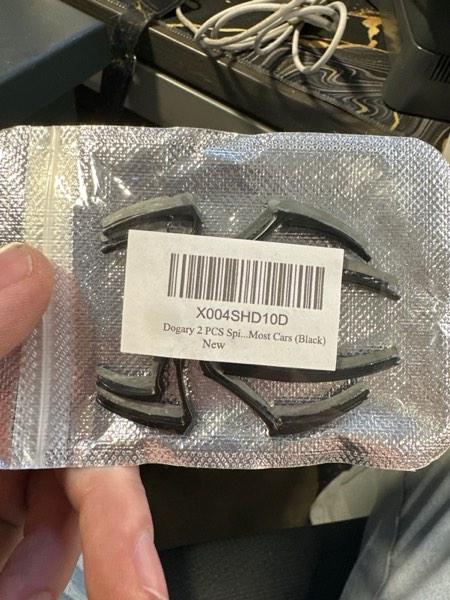 X004SHD10D
Dogary 2 PCS Spi...Most Cars (Black)
New